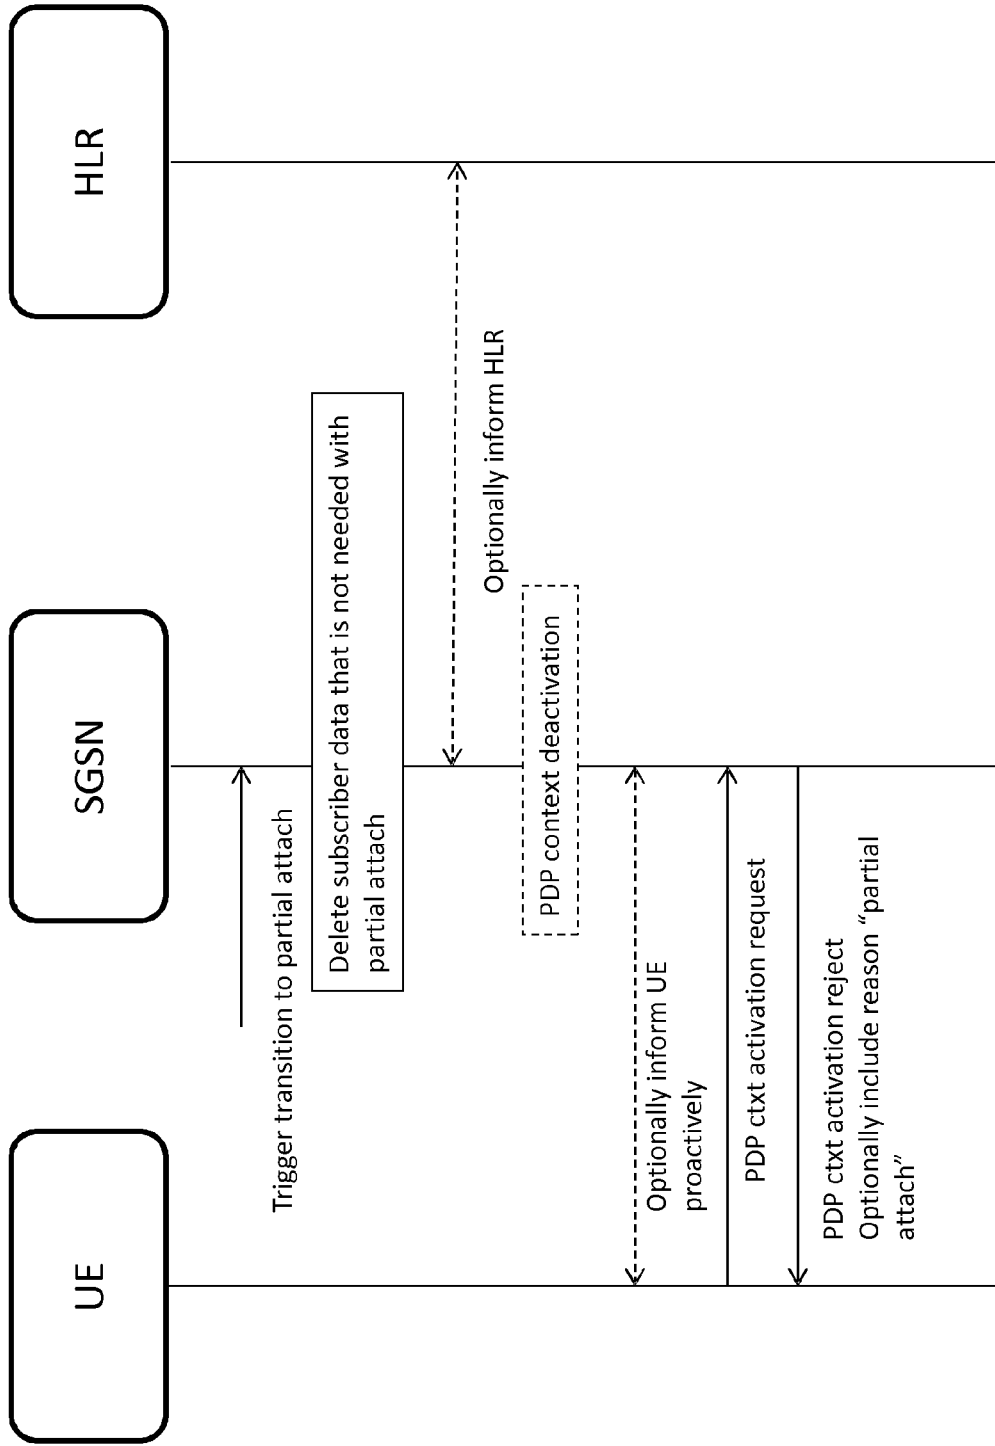 UE
SGSN
HLR
Trigger transition to partial attach
Delete subscriber data that is not needed with
partial attach
Optionally inform HLR
PDP context deactivation
Optionally inform UE
proactively
PDP ctxt activation request
PDP ctxt activation reject
Optionally include reason “partial
attach”